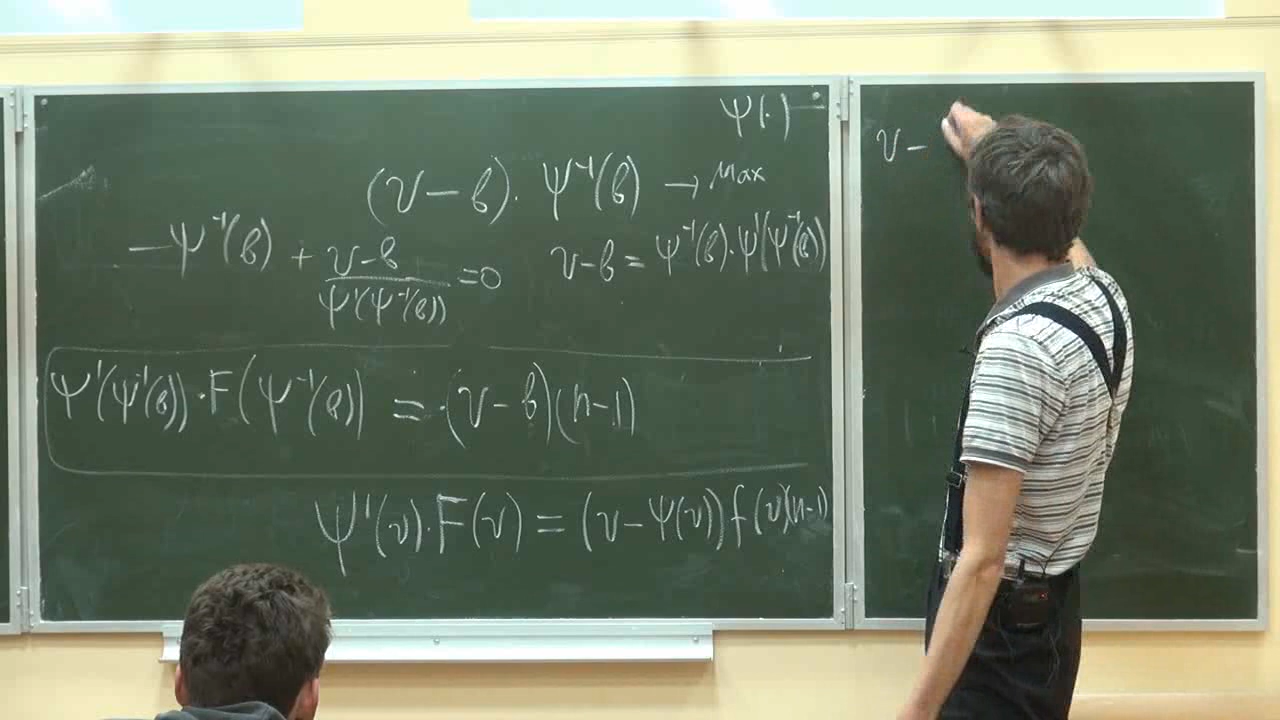 Ψ(·)
(v − b)· Ψ⁻¹(b) → max
−Ψ⁻¹(b) + (v − b)/(Ψ'(Ψ⁻¹(b))) = 0
v − b = Ψ⁻¹(b)·Ψ'(Ψ⁻¹(b))
Ψ'(Ψ⁻¹(b))·F(Ψ⁻¹(b)) = (v − b)(n−1)
Ψ'(v)·F(v) = (v − Ψ(v))f(v)(n−1)
v −